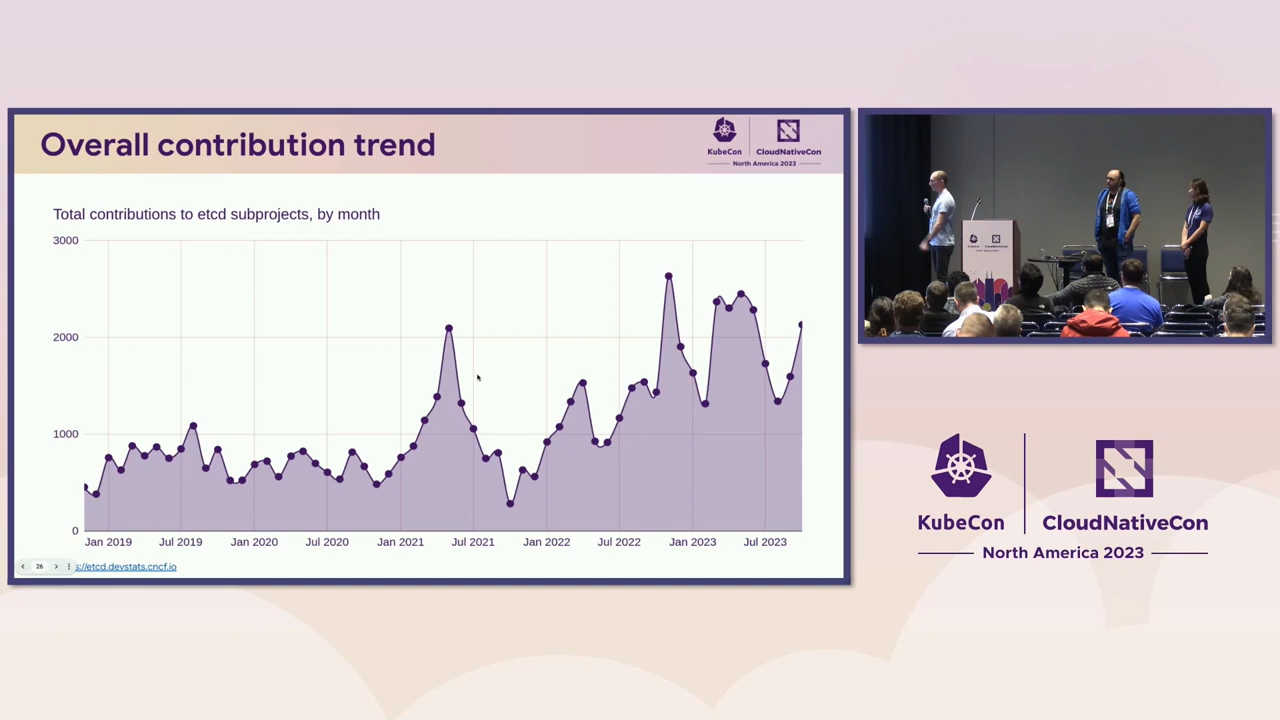 Overall contribution trend
KubeCon
CloudNativeCon
North America 2023
Total contributions to etcd subprojects, by month
3000
2000
1000
0
Jan 2019
Jul 2019
Jan 2020
Jul 2020
Jan 2021
Jul 2021
Jan 2022
Jul 2022
Jan 2023
Jul 2023
26
s://etcd.devstats.cncf.io
KubeCon
CloudNativeCon
North America 2023